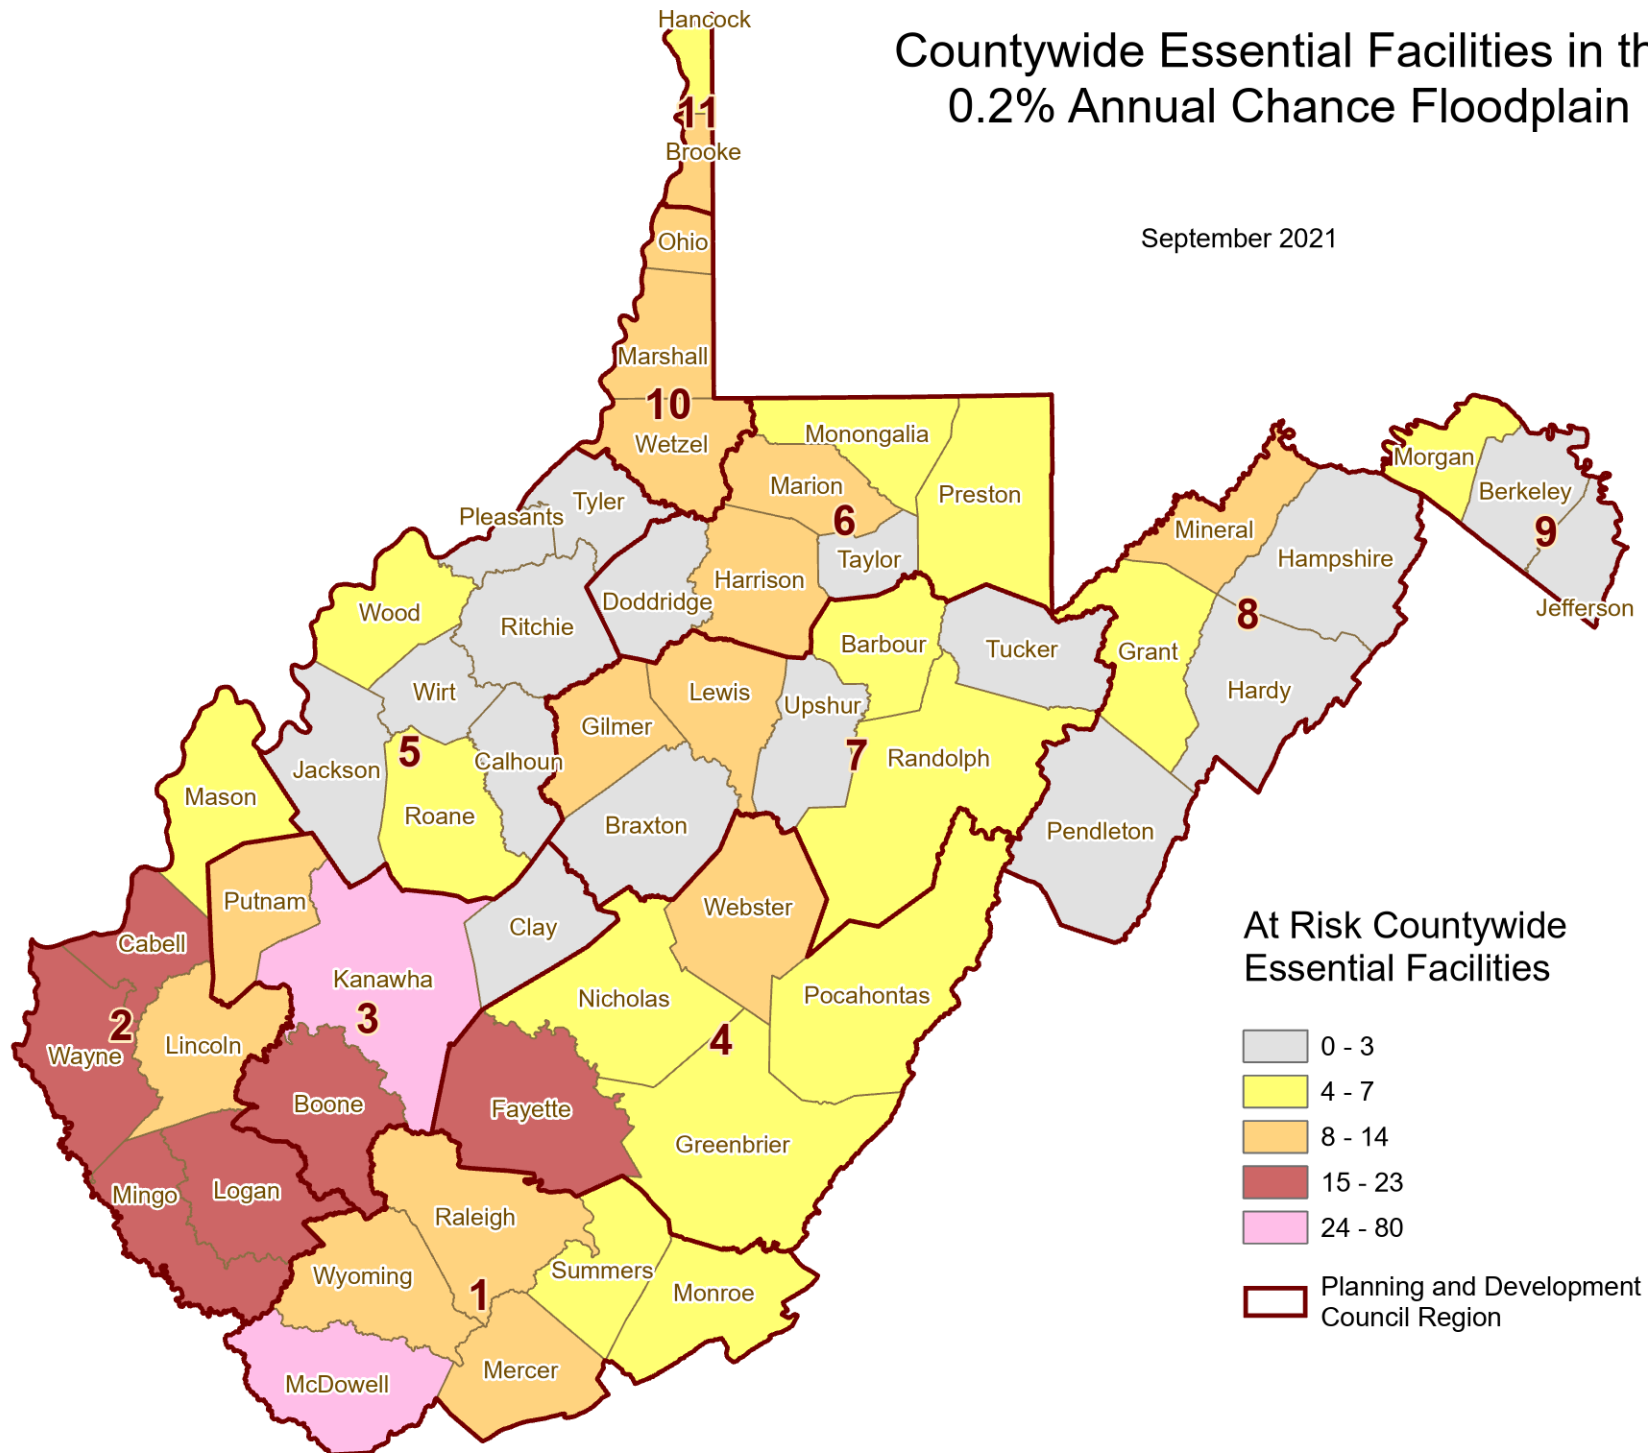 Hancock
Countywide Essential Facilities in th
0.2% Annual Chance Floodplain
11
Brooke
Ohio
September 2021
Marshall
10
Wetzel
Monongalia
Morgan
Marion
Preston
Berkeley
Tyler
Pleasants
6
Mineral
9
Taylor
Hampshire
Harrison
Doddridge
Jefferson
Wood
Ritchie
8
Barbour
Tucker
Grant
Wirt
Lewis
Hardy
Upshur
Gilmer
5
7
Randolph
Jackson
Calhoun
Mason
Roane
Braxton
Pendleton
Putnam
Webster
Clay
Cabell
Kanawha
Nicholas
Pocahontas
3
2
Lincoln
Wayne
4
Boone
Fayette
Greenbrier
Mingo
Logan
Raleigh
Summers
Wyoming
1
Monroe
Mercer
McDowell
At Risk Countywide
Essential Facilities
0 - 3
4 - 7
8 - 14
15 - 23
24 - 80
Planning and Development
Council Region